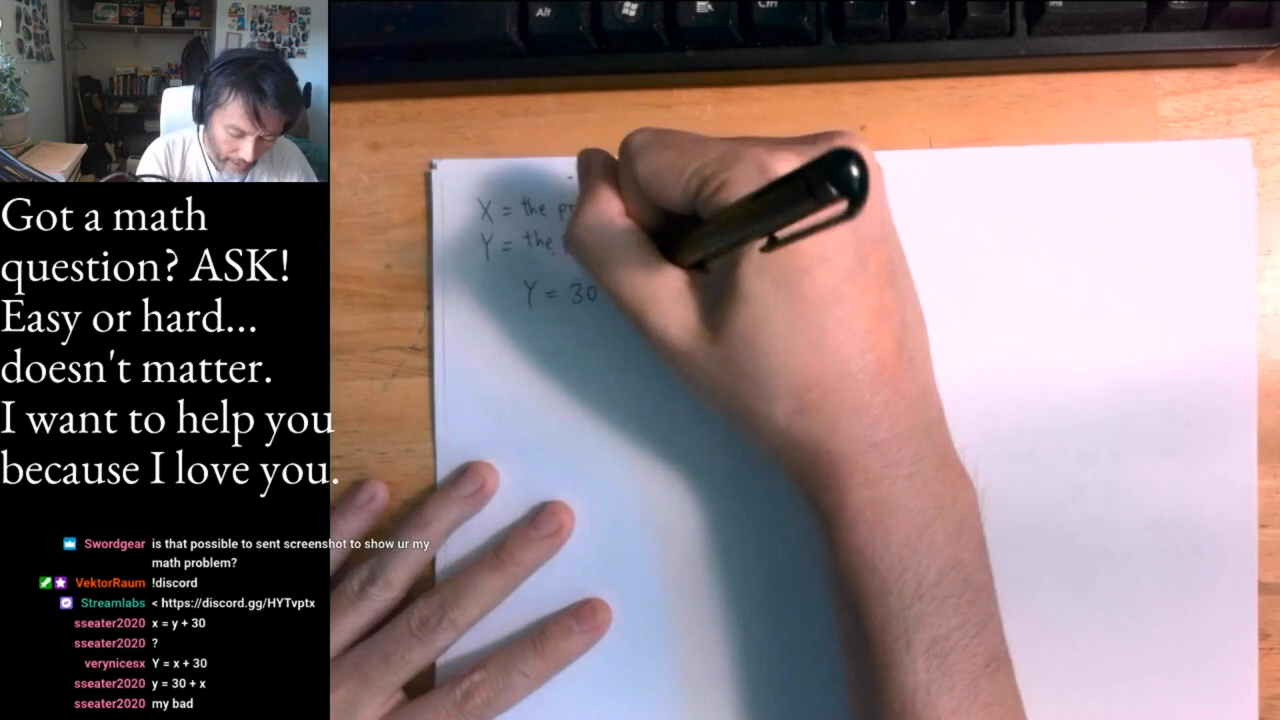 Got a math
question? ASK!
Easy or hard...
doesn't matter.
I want to help you
because I love you.
Swordgear is that possible to sent screenshot to show ur my
math problem?
VektorRaum !discord
Streamlabs < https://discord.gg/HYTvptx
sseater2020 x = y + 30
sseater2020 ?
verynicesx Y = x + 30
sseater2020 y = 30 + x
sseater2020 my bad
Alt Ctrl
X = the
Y = the
Y = 30